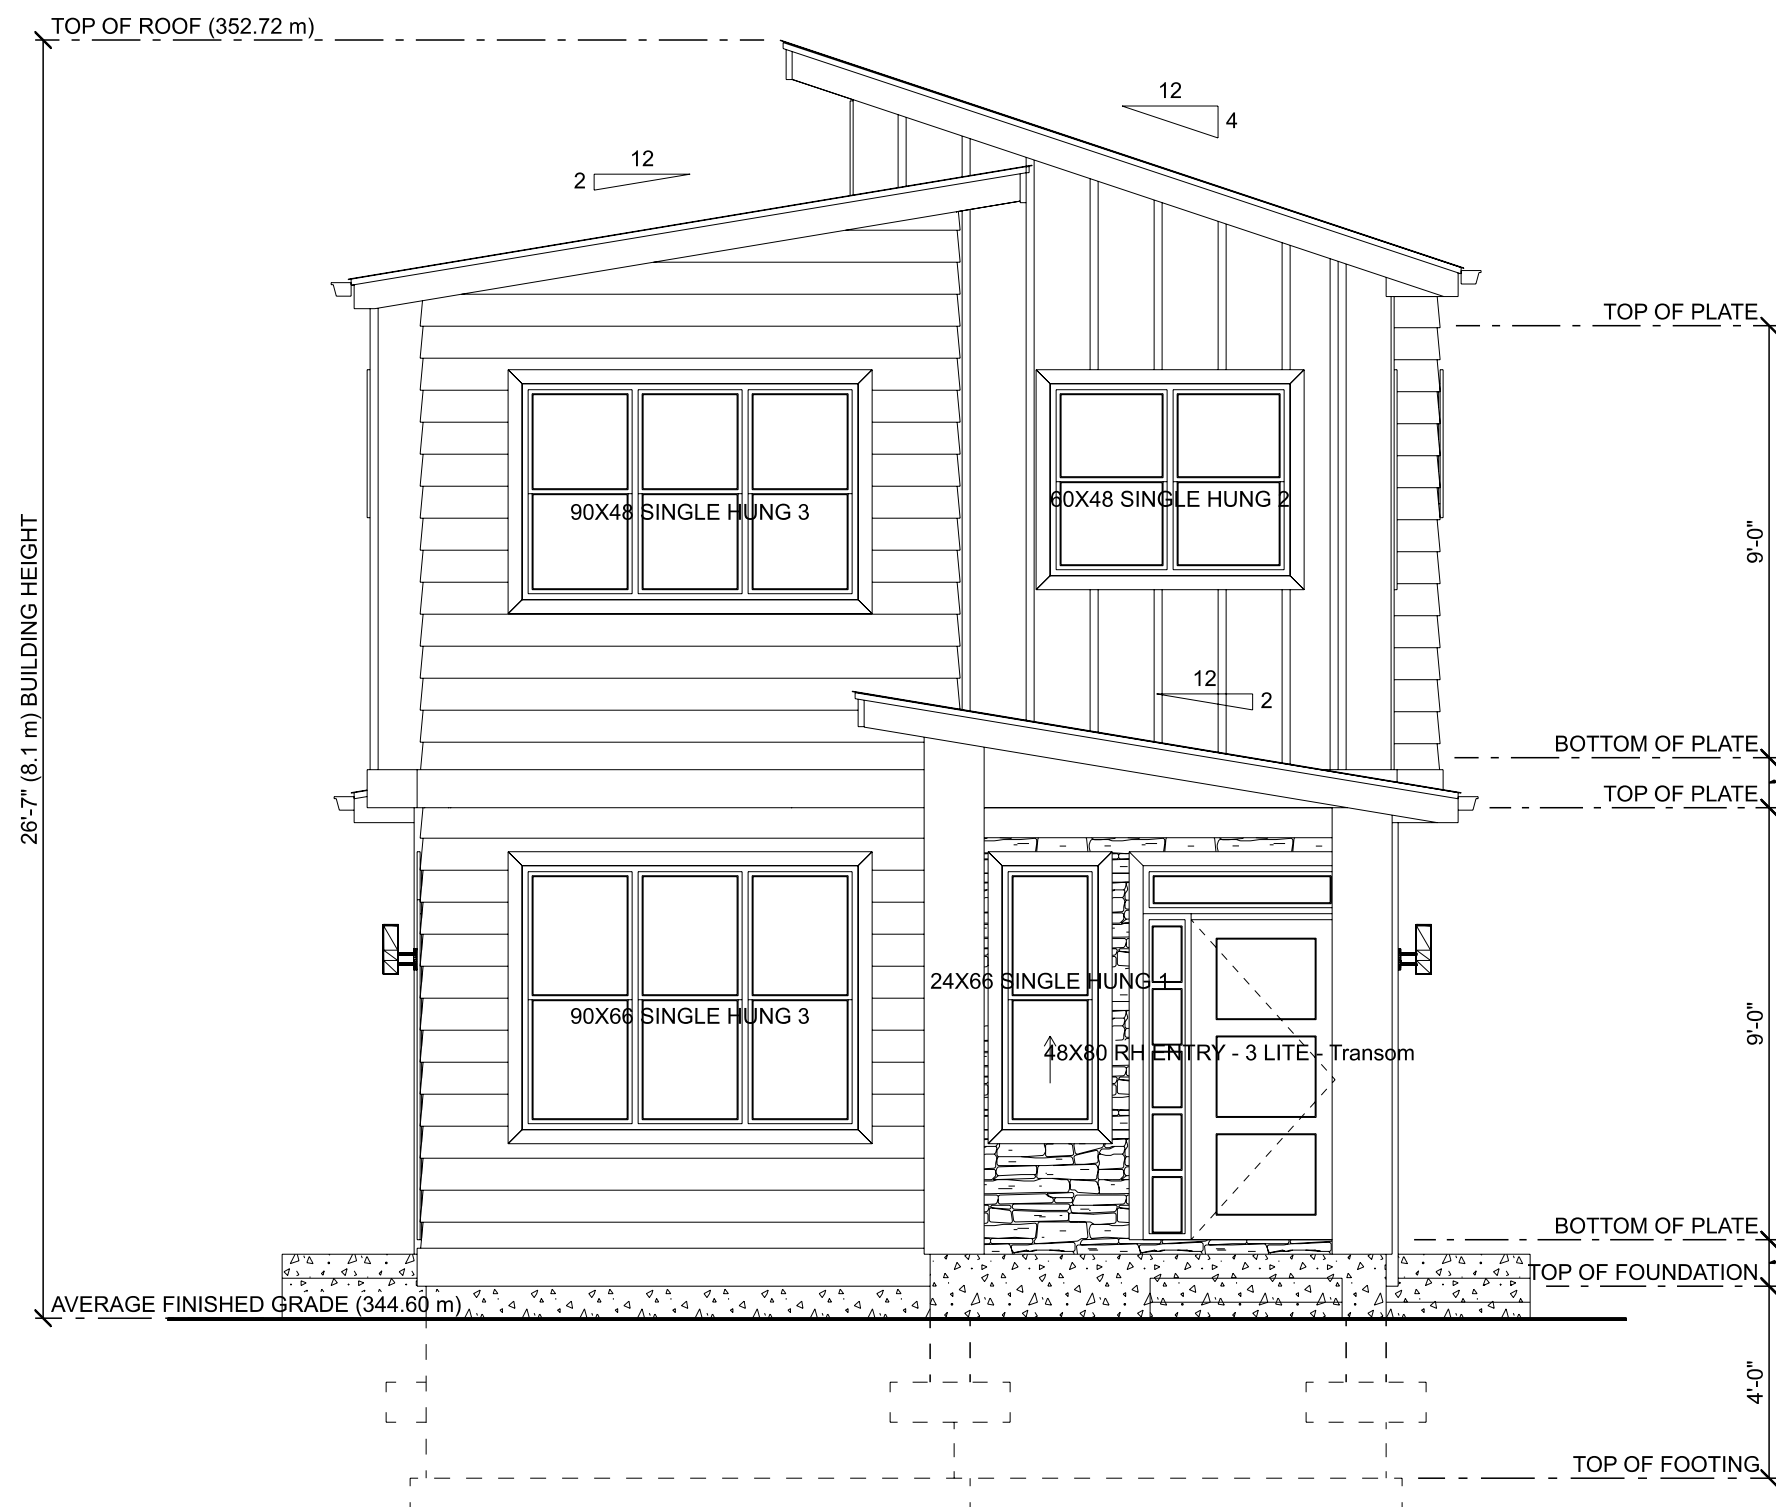 TOP OF ROOF (352.72 m)
12
4
12
2
TOP OF PLATE
90X48 SINGLE HUNG 3
60X48 SINGLE HUNG 2
9'-0"
26'-7" (8.1 m) BUILDING HEIGHT
12
2
BOTTOM OF PLATE
TOP OF PLATE
24X66 SINGLE HUNG 1
90X66 SINGLE HUNG 3
9'-0"
48X80 RH ENTRY - 3 LITE - Transom
BOTTOM OF PLATE
TOP OF FOUNDATION
AVERAGE FINISHED GRADE (344.60 m)
4'-0"
TOP OF FOOTING